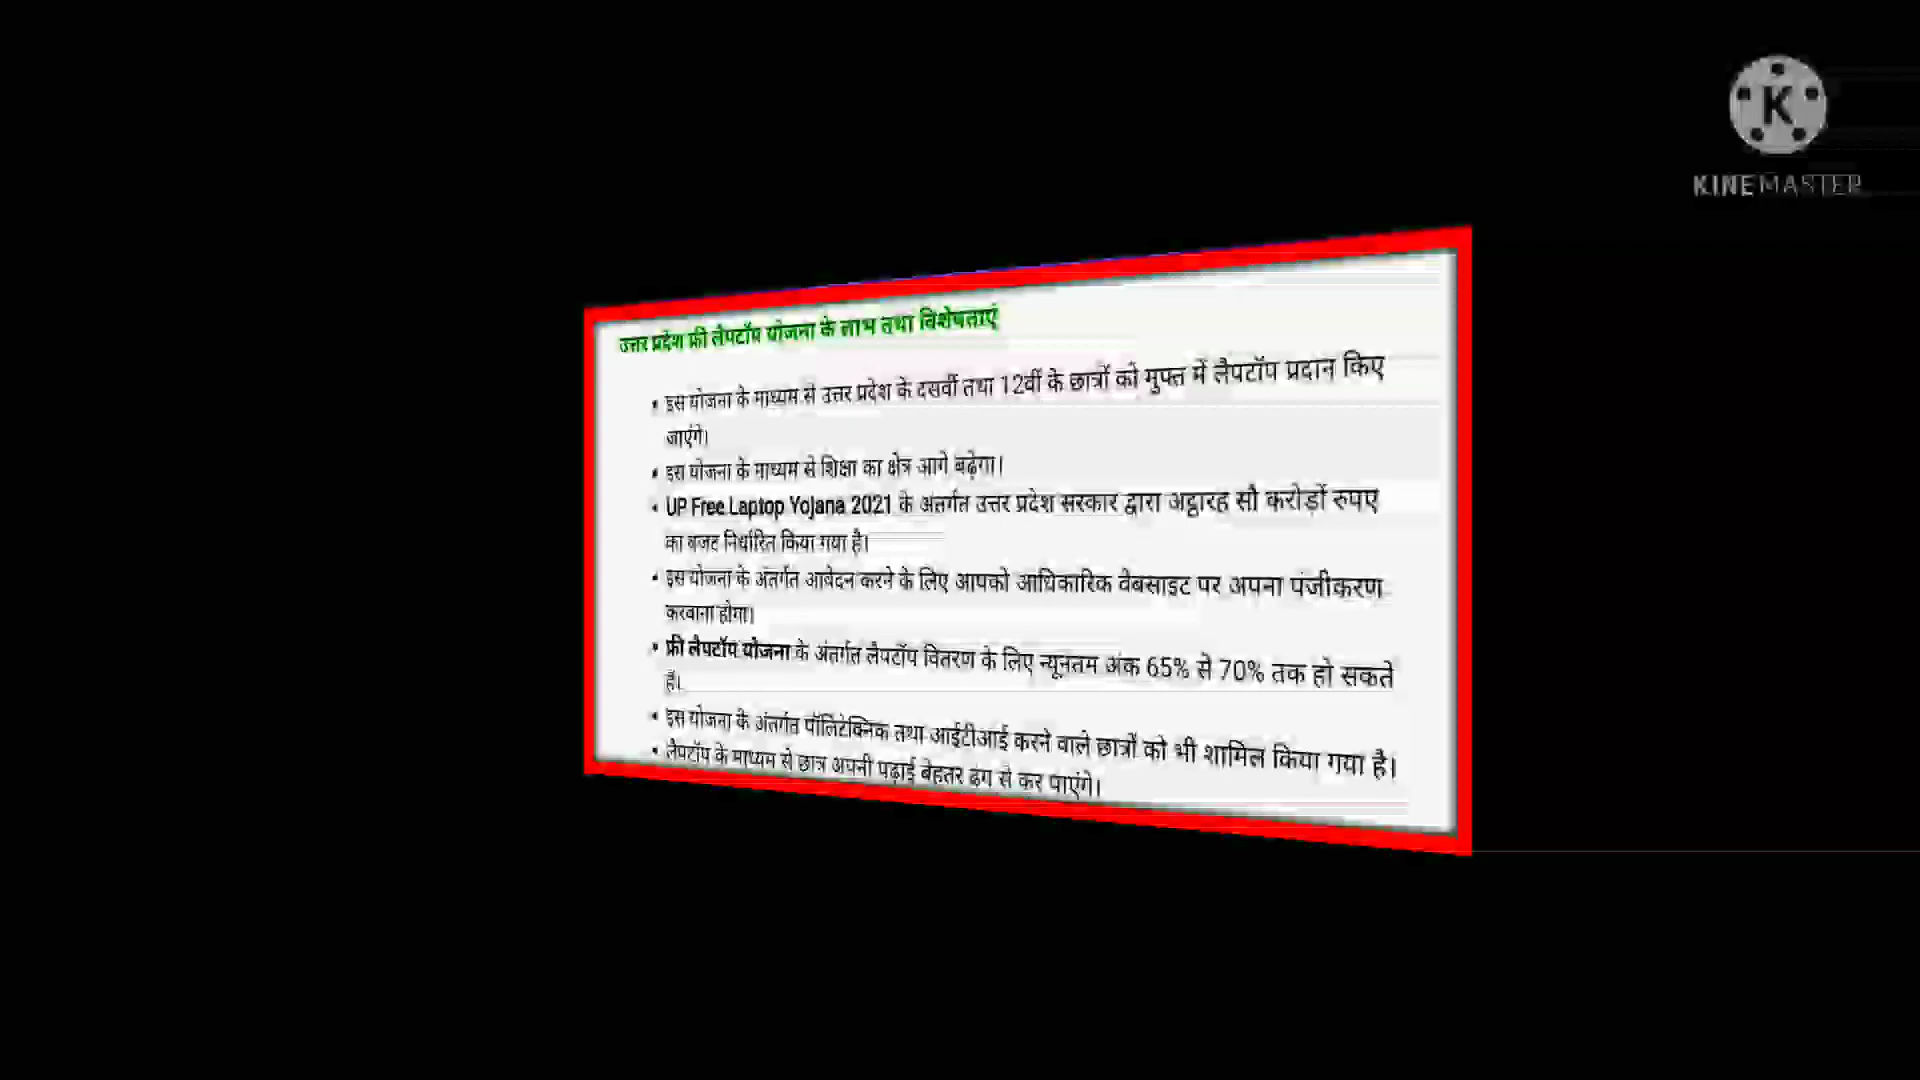 KINEMASTER
उत्तर प्रदेश फ्री लैपटॉप योजना के लाभ तथा विशेषताएं
• इस योजना के माध्यम से उत्तर प्रदेश के दसवीं तथा 12वीं के छात्रों को मुफ्त में लैपटॉप प्रदान किए
जाएंगे।
• इस योजना के माध्यम से शिक्षा का क्षेत्र आगे बढ़ेगा।
• UP Free Laptop Yojana 2021 के अंतर्गत उत्तर प्रदेश सरकार द्वारा अट्ठारह सौ करोड़ों रुपए
का बजट निर्धारित किया गया है।
• इस योजना के अंतर्गत आवेदन करने के लिए आपको आधिकारिक वेबसाइट पर अपना पंजीकरण
करवाना होगा।
• फ्री लैपटॉप योजना के अंतर्गत लैपटॉप वितरण के लिए न्यूनतम अंक 65% से 70% तक हो सकते
हैं।
• इस योजना के अंतर्गत पॉलिटेक्निक तथा आईटीआई करने वाले छात्रों को भी शामिल किया गया है।
• लैपटॉप के माध्यम से छात्र अपनी पढ़ाई बेहतर ढंग से कर पाएंगे।